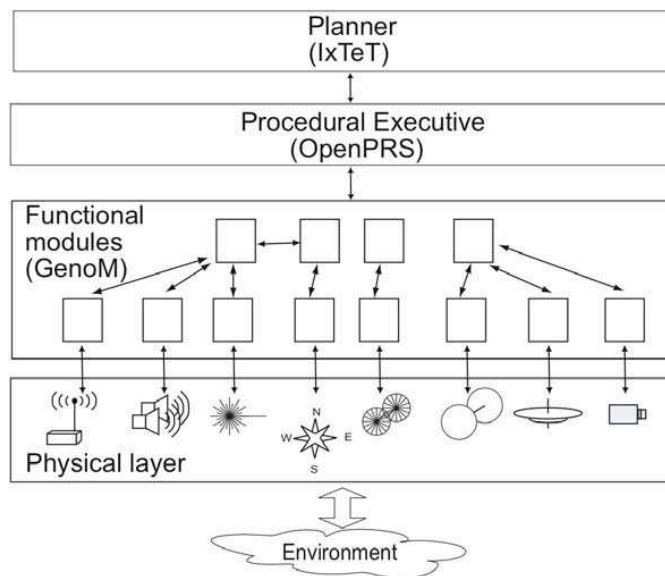 Planner
(IxTeT)
Procedural Executive
(OpenPRS)
Functional
modules
(GenoM)
N
W E
S
Physical layer
Environment